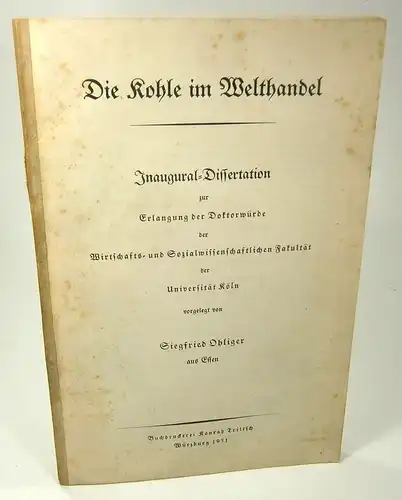 Die Kohle im Welthandel
Inaugural-Dissertation
zur
Erlangung der Doktorwürde
der
Wirtschafts- und Sozialwissenschaftlichen Fakultät
der
Universität Köln
vorgelegt von
Siegfried Obliger
aus Essen
Buchdruckerei Konrad Triltsch
Würzburg 1931